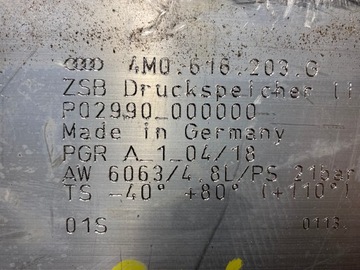 4M0.616.203.G
ZSB Druckspeicher II
P02990_000000
Made in Germany
PGR A_1_04/18
AW 6063/4.8L/PS 21bar
TS -40° +80° (+110°)
01S 0113.